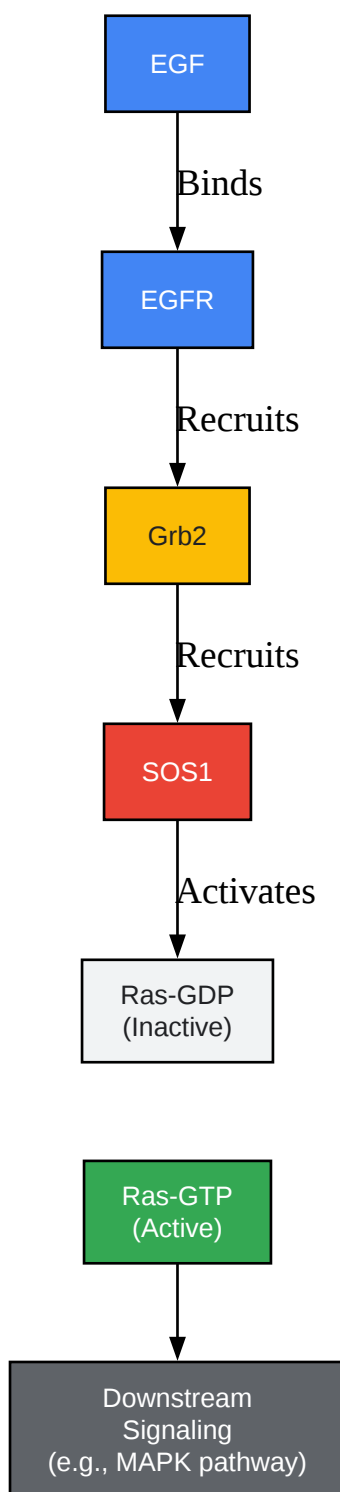 EGF
Binds
EGFR
Recruits
Grb2
Recruits
SOS1
Activates
Ras-GDP
(Inactive)
Ras-GTP
(Active)
Downstream
Signaling
(e.g., MAPK pathway)